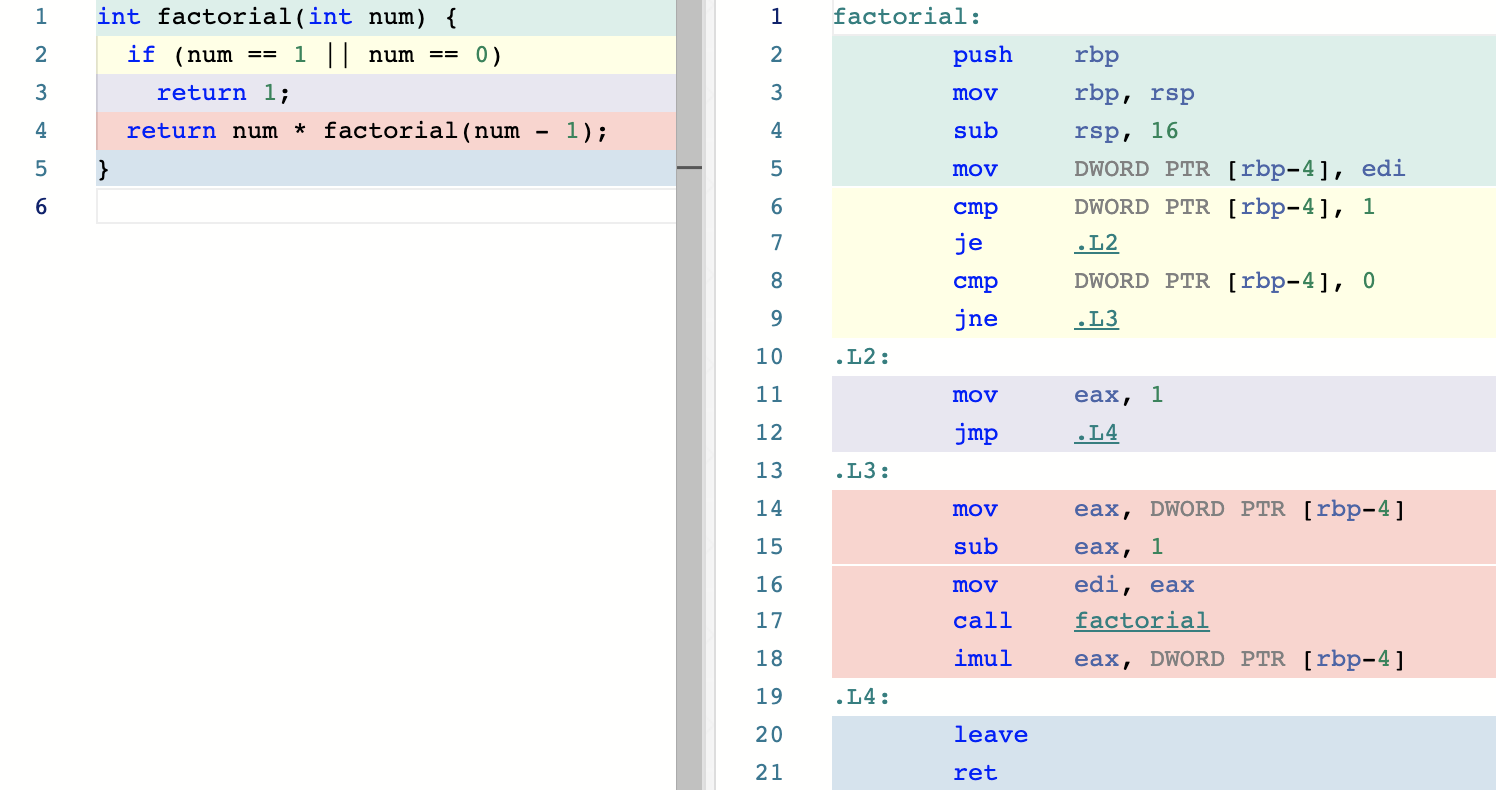 1 int factorial(int num) {
2 if (num == 1 || num == 0)
3 return 1;
4 return num * factorial(num - 1);
5 }
6
1 factorial:
2 push rbp
3 mov rbp, rsp
4 sub rsp, 16
5 mov DWORD PTR [rbp-4], edi
6 cmp DWORD PTR [rbp-4], 1
7 je .L2
8 cmp DWORD PTR [rbp-4], 0
9 jne .L3
10 .L2:
11 mov eax, 1
12 jmp .L4
13 .L3:
14 mov eax, DWORD PTR [rbp-4]
15 sub eax, 1
16 mov edi, eax
17 call factorial
18 imul eax, DWORD PTR [rbp-4]
19 .L4:
20 leave
21 ret